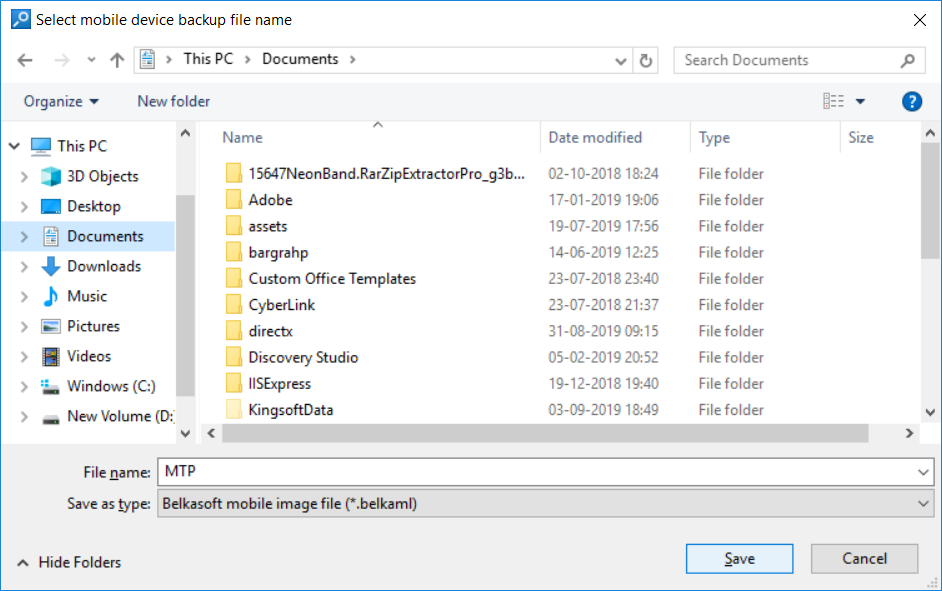 Select mobile device backup file name
This PC > Documents >
Search Documents
Organize
New folder
?
Name Date modified Type Size
This PC
3D Objects
Desktop
Documents
Downloads
Music
Pictures
Videos
Windows (C:)
New Volume (D:
15647NeonBand.RarZipExtractorPro_g3b... 02-10-2018 18:24 File folder
Adobe 17-01-2019 19:06 File folder
assets 19-07-2019 17:56 File folder
bargrahp 14-06-2019 12:25 File folder
Custom Office Templates 23-07-2018 23:40 File folder
CyberLink 23-07-2018 21:37 File folder
directx 31-08-2019 09:15 File folder
Discovery Studio 05-02-2019 20:52 File folder
IISExpress 19-12-2018 19:40 File folder
KingsoftData 03-09-2019 18:49 File folder
File name: MTP
Save as type: Belkasoft mobile image file (*.belkaml)
Hide Folders
Save
Cancel